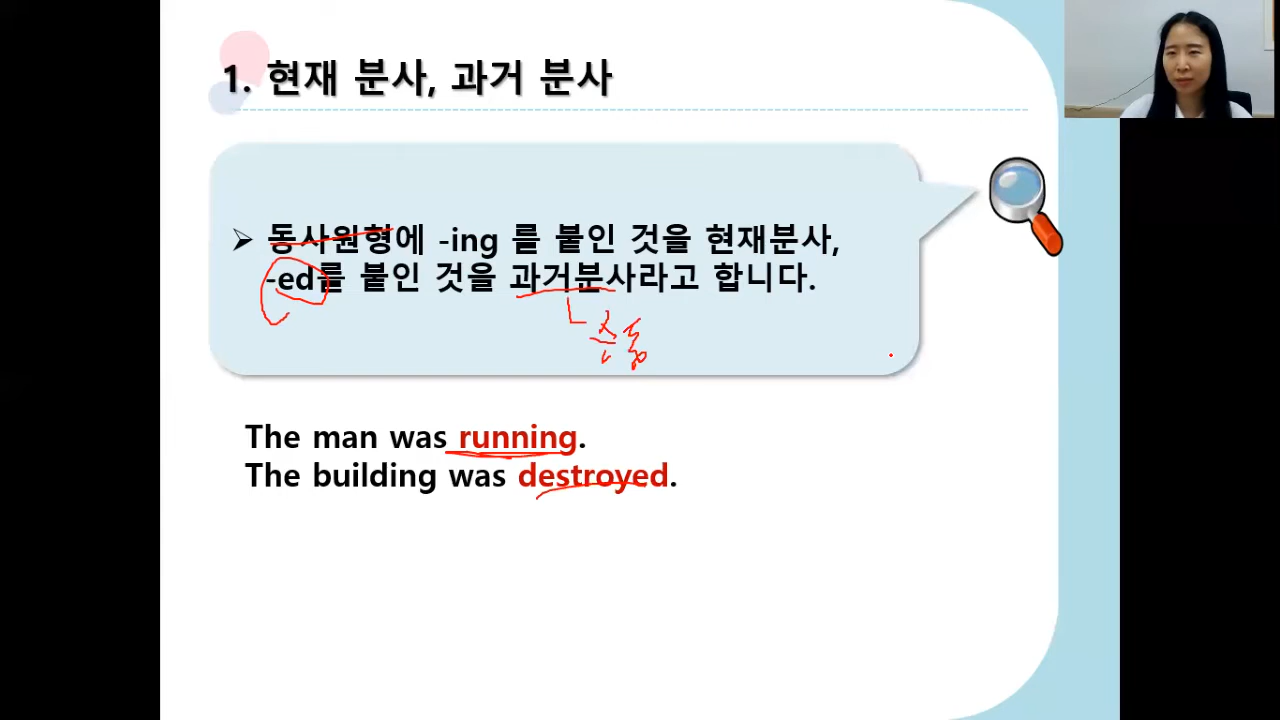 1. 현재 분사, 과거 분사
➢ 동사원형에 -ing 를 붙인 것을 현재분사,
-ed를 붙인 것을 과거분사라고 합니다.
수동
The man was running.
The building was destroyed.